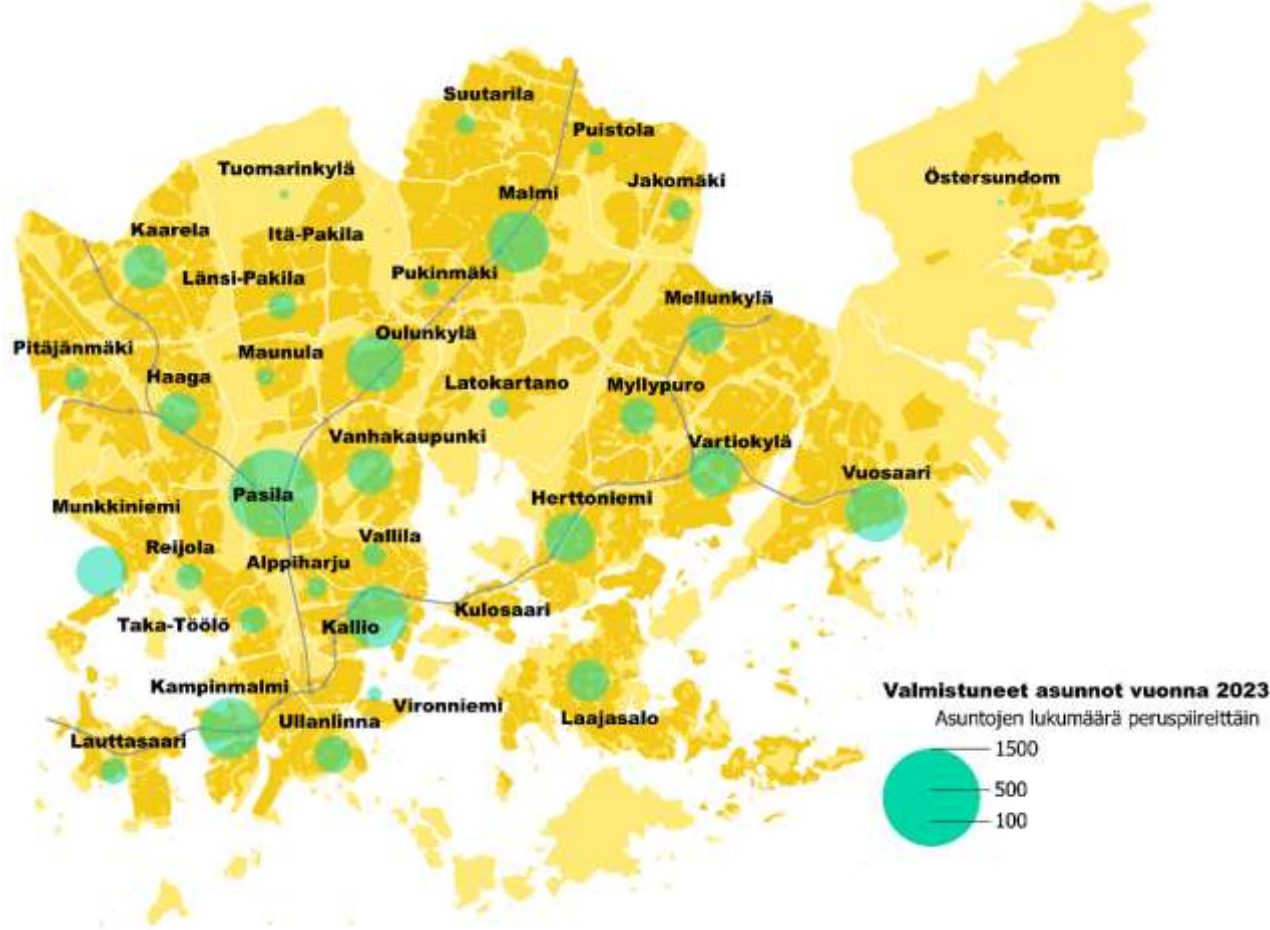 Suutarila
Puistola
Tuomarinkylä
Malmi
Jakomäki
Östersundom
Kaarela
Itä-Pakila
Länsi-Pakila
Pukinmäki
Mellunkylä
Oulunkylä
Pitäjänmäki
Maunula
Haaga
Latokartano
Myllypuro
Vanhakaupunki
Vartiokylä
Vuosaari
Pasila
Herttoniemi
Munkkiniemi
Vallila
Reijola
Alppiharju
Kulosaari
Taka-Töölö
Kallio
Kampinmalmi
Vironniemi
Ullanlinna
Laajasalo
Lauttasaari
Valmistuneet asunnot vuonna 2023
Asuntojen lukumäärä peruspiireittäin
1500
500
100